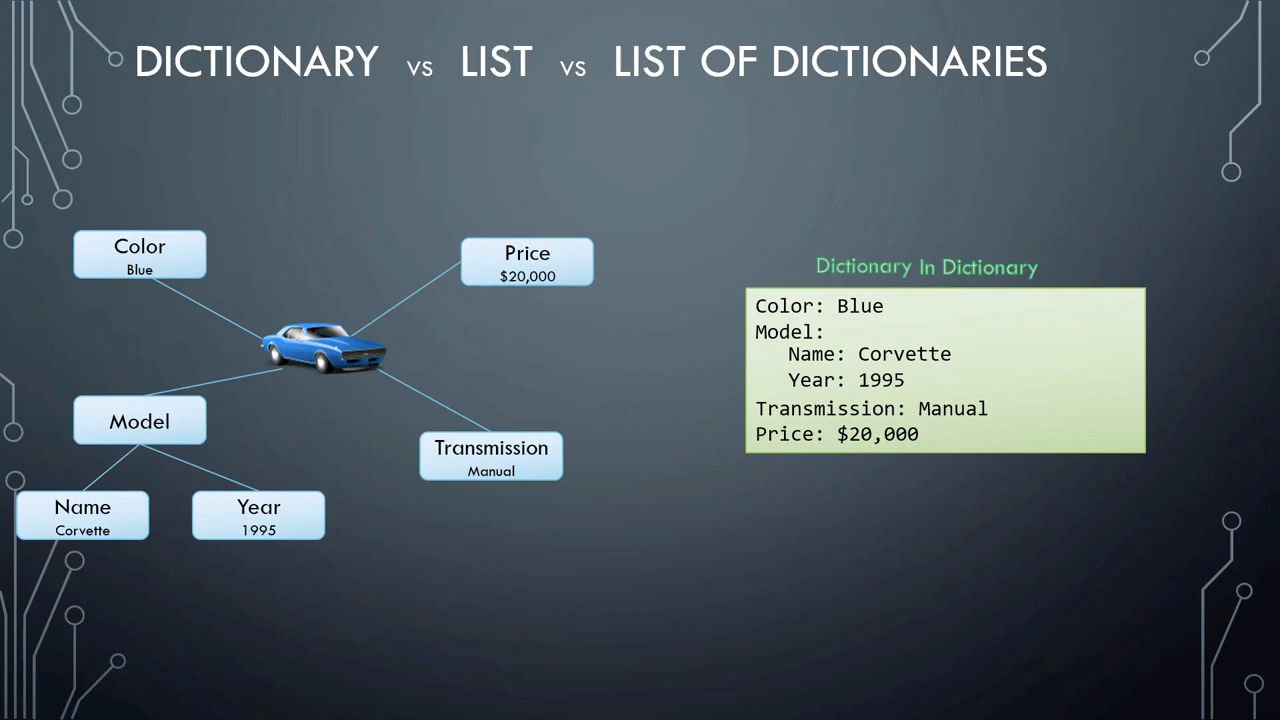 DICTIONARY vs LIST vs LIST OF DICTIONARIES
Color
Blue
Price
$20,000
Model
Transmission
Manual
Name
Corvette
Year
1995
Dictionary In Dictionary
Color: Blue
Model:
Name: Corvette
Year: 1995
Transmission: Manual
Price: $20,000